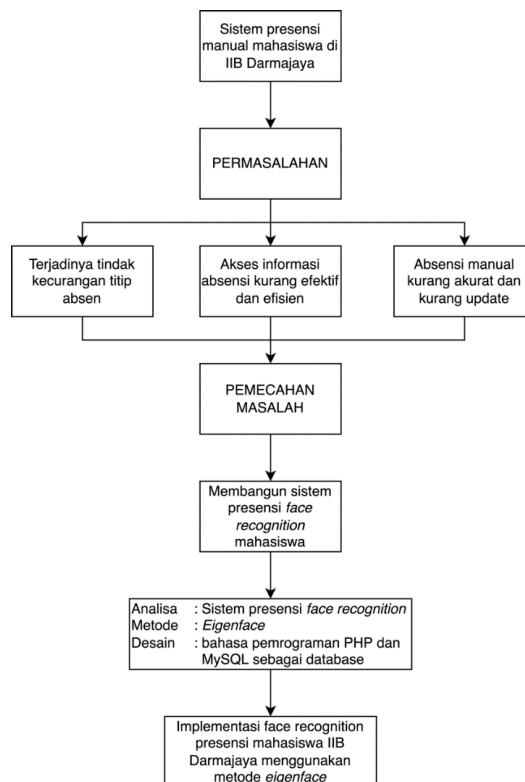 Sistem presensi
manual mahasiswa di
IIB Darmajaya
PERMASALAHAN
Terjadinya tindak
kecurangan titip
absen
Akses informasi
absensi kurang efektif
dan efisien
Absensi manual
kurang akurat dan
kurang update
PEMECAHAN
MASALAH
Membangun sistem
presensi face
recognition
mahasiswa
Analisa : Sistem presensi face recognition
Metode : Eigenface
Desain : bahasa pemrograman PHP dan
MySQL sebagai database
Implementasi face recognition
presensi mahasiswa IIB
Darmajaya menggunakan
metode eigenface